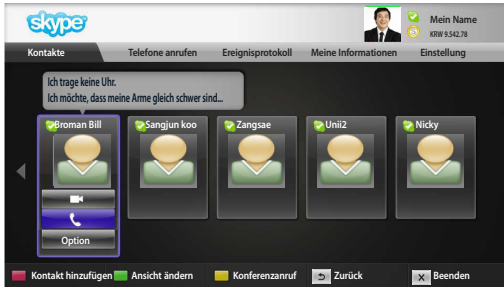 skype
Mein Name
KRW 9.542.78
Kontakte Telefone anrufen Ereignisprotokoll Meine Informationen Einstellung
Ich trage keine Uhr.
Ich möchte, dass meine Arme gleich schwer sind...
Broman Bill Sangjun koo Zangsae Unii2 Nicky
Option
Kontakt hinzufügen Ansicht ändern Konferenzanruf Zurück X Beenden